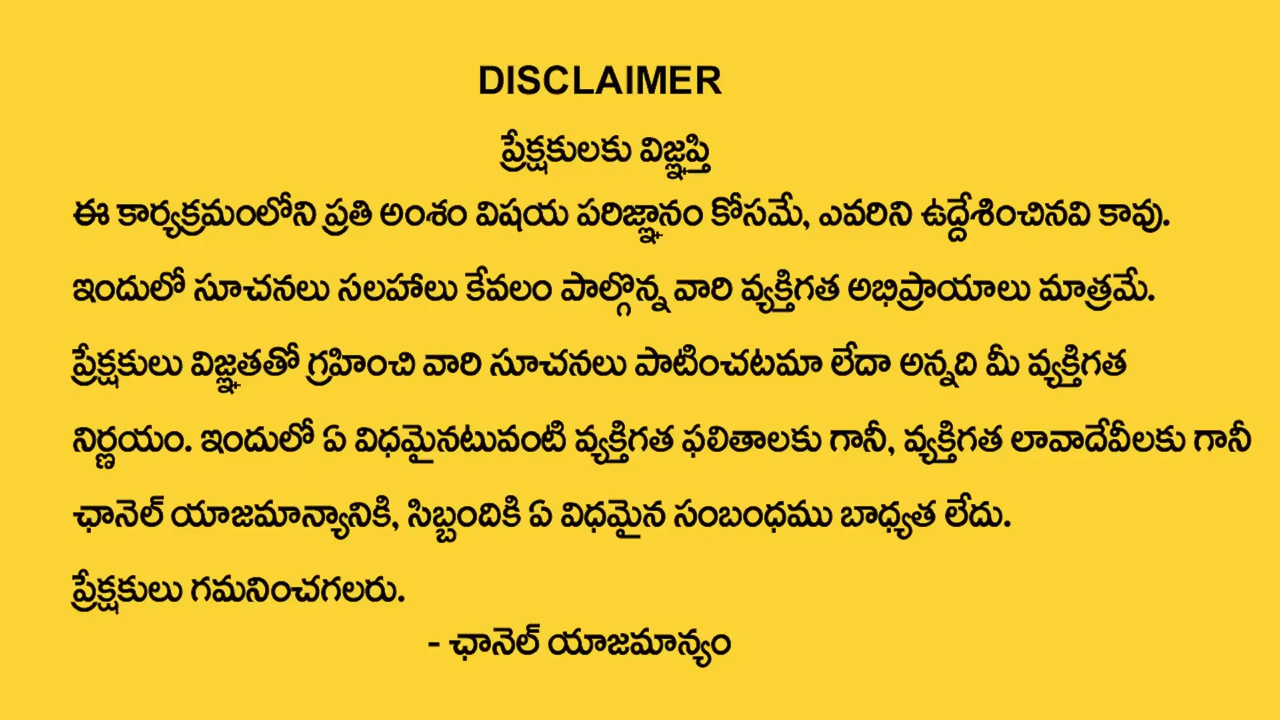 DISCLAIMER
ప్రేక్షకులకు విజ్ఞప్తి
ఈ కార్యక్రమంలోని ప్రతి అంశం విషయ పరిజ్ఞానం కోసమే, ఎవరిని ఉద్దేశించినవి కావు.
ఇందులో సూచనలు సలహాలు కేవలం పాల్గొన్న వారి వ్యక్తిగత అభిప్రాయాలు మాత్రమే.
ప్రేక్షకులు విజ్ఞతతో గ్రహించి వారి సూచనలు పాటించటమా లేదా అన్నది మీ వ్యక్తిగత
నిర్ణయం. ఇందులో ఏ విధమైనటువంటి వ్యక్తిగత ఫలితాలకు గానీ, వ్యక్తిగత లావాదేవీలకు గానీ
ఛానెల్ యాజమాన్యానికి, సిబ్బందికి ఏ విధమైన సంబంధము బాధ్యత లేదు.
ప్రేక్షకులు గమనించగలరు.
- ఛానెల్ యాజమాన్యం